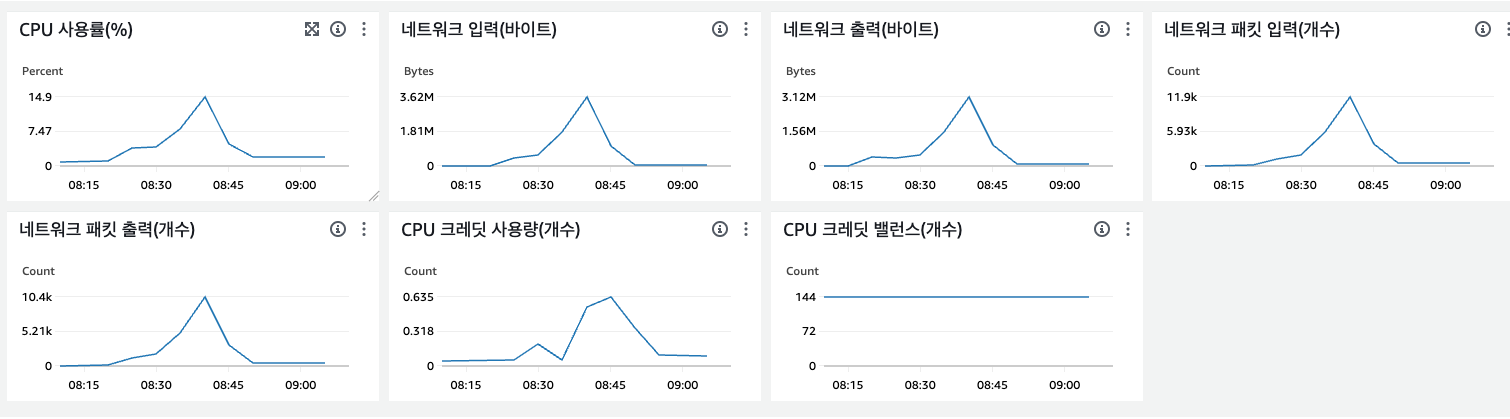 CPU 사용률(%)
Percent
14.9
7.47
0
08:15 08:30 08:45 09:00
네트워크 입력(바이트)
Bytes
3.62M
1.81M
0
08:15 08:30 08:45 09:00
네트워크 출력(바이트)
Bytes
3.12M
1.56M
0
08:15 08:30 08:45 09:00
네트워크 패킷 입력(개수)
Count
11.9k
5.93k
0
08:15 08:30 08:45 09:00
네트워크 패킷 출력(개수)
Count
10.4k
5.21k
0
08:15 08:30 08:45 09:00
CPU 크레딧 사용량(개수)
Count
0.635
0.318
0
08:15 08:30 08:45 09:00
CPU 크레딧 밸런스(개수)
Count
144
72
0
08:15 08:30 08:45 09:00